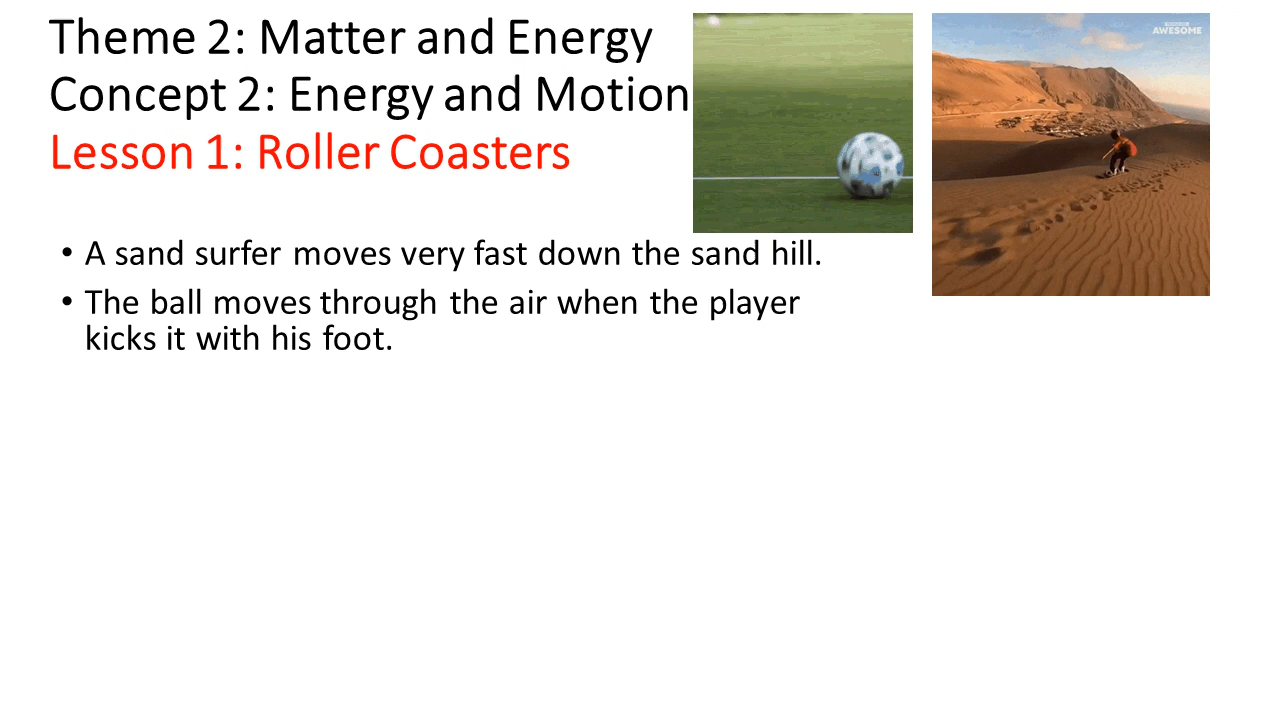 Theme 2: Matter and Energy
Concept 2: Energy and Motion
Lesson 1: Roller Coasters
AWESOME
• A sand surfer moves very fast down the sand hill.
• The ball moves through the air when the player
kicks it with his foot.